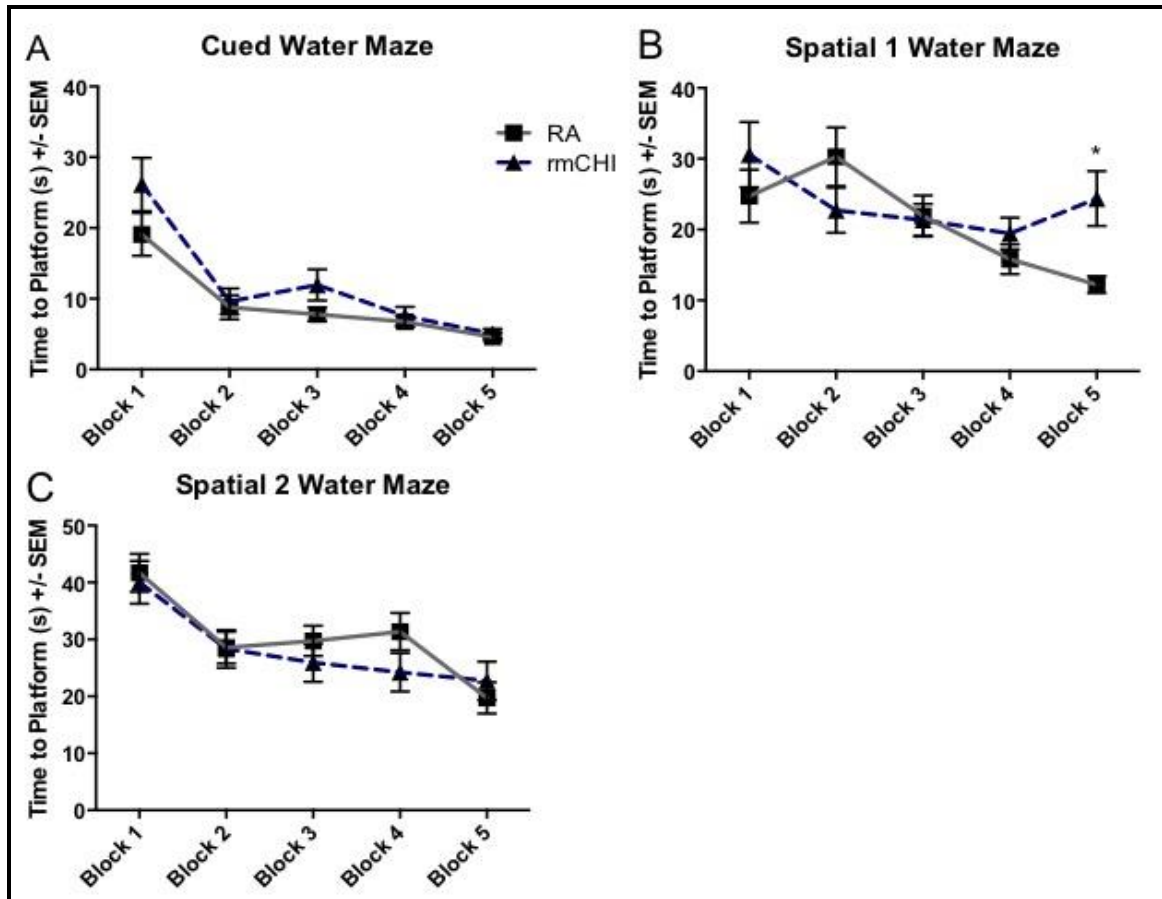 A
Cued Water Maze
Time to Platform (s) +/- SEM
40
30
20
10
0
Block 1
Block 2
Block 3
Block 4
Block 5
RA
rmCHI
B
Spatial 1 Water Maze
Time to Platform (s) +/- SEM
40
30
20
10
0
*
Block 1
Block 2
Block 3
Block 4
Block 5
C
Spatial 2 Water Maze
Time to Platform (s) +/- SEM
50
40
30
20
10
0
Block 1
Block 2
Block 3
Block 4
Block 5